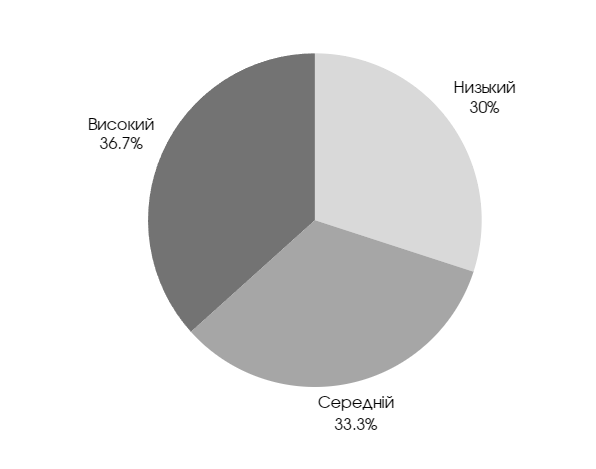 Низький
30%
Високий
36.7%
Середній
33.3%